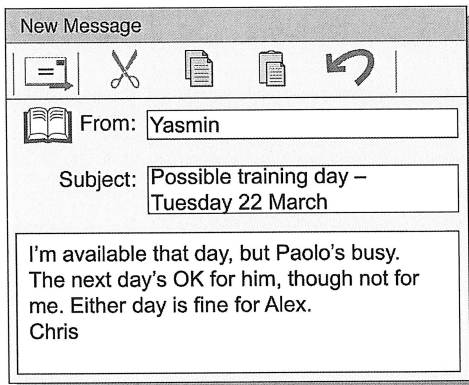 New Message
From: Yasmin
Subject: Possible training day –
Tuesday 22 March
I'm available that day, but Paolo's busy.
The next day's OK for him, though not for
me. Either day is fine for Alex.
Chris